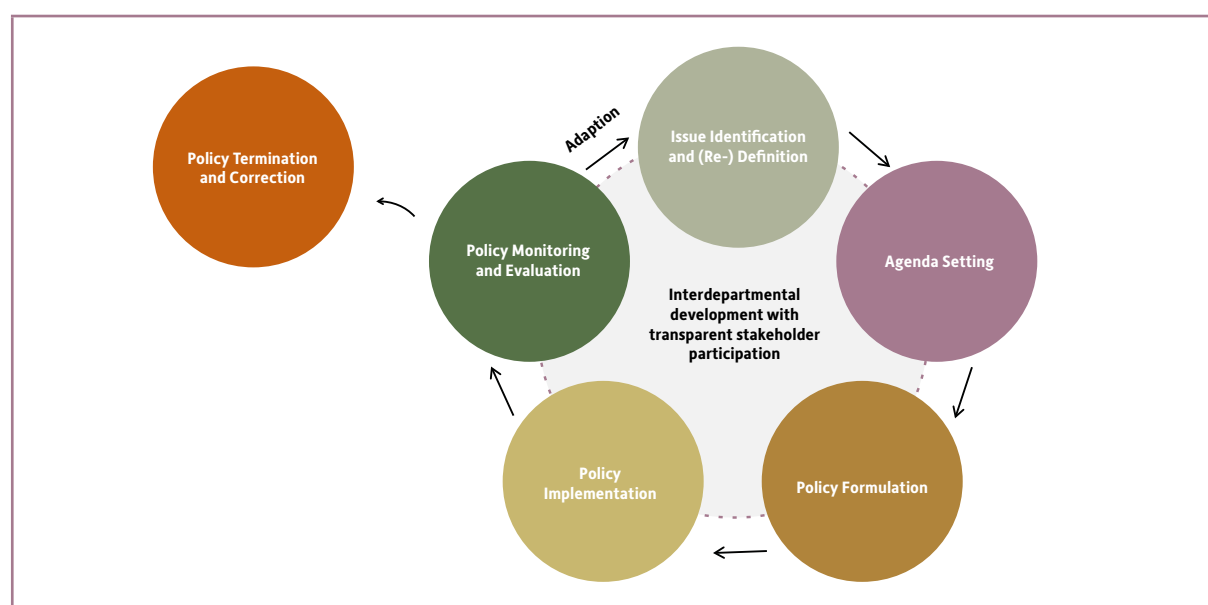 Policy Termination
and Correction
Adaption
Issue Identification
and (Re-) Definition
Policy Monitoring
and Evaluation
Agenda Setting
Interdepartmental
development with
transparent stakeholder
participation
Policy
Implementation
Policy Formulation